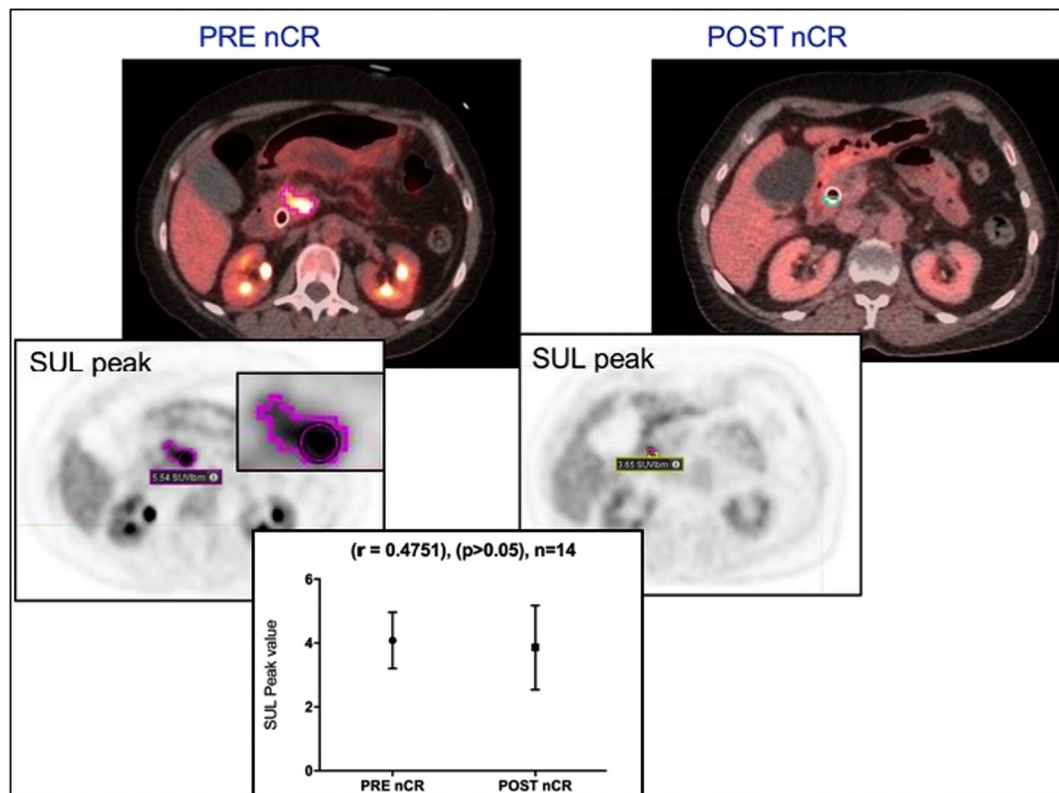 PRE nCR
POST nCR
SUL peak
SUL peak
5.54 SUVlbm
3.65 SUVlbm
(r = 0.4751), (p>0.05), n=14
SUL Peak value
6
4
2
0
PRE nCR
POST nCR